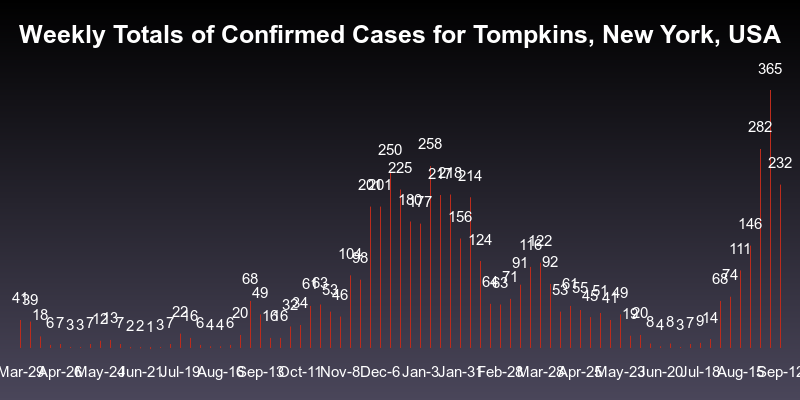 Weekly Totals of Confirmed Cases for Tompkins, New York, USA
41 39 18 6 7 3 3 7 12 13 7 2 2 1 3 7 22 16 6 4 4 6 20 68 49 16 16 32 34 61 63 53 46 104 98 201 201 250 225 180 177 258 217 218 156 214 124 64 63 71 91 116 122 92 53 61 55 45 51 41 49 19 20 8 4 8 3 7 9 14 68 74 111 146 282 365 232
Mar-29 Apr-26 May-24 Jun-21 Jul-19 Aug-16 Sep-13 Oct-11 Nov-8 Dec-6 Jan-3 Jan-31 Feb-28 Mar-28 Apr-25 May-23 Jun-20 Jul-18 Aug-15 Sep-12